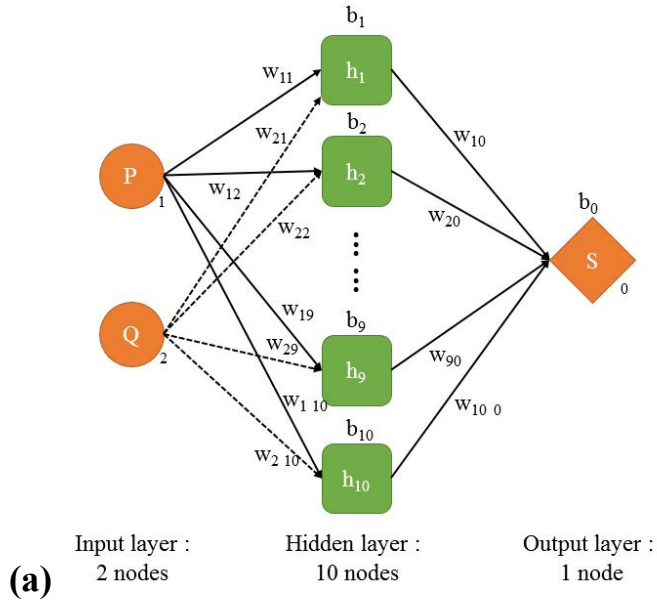 b1
h1
w11
w21
b2
w10
P
1
w12
h2
w20
w22
b0
S
0
Q
2
w19
w29
b9
h9
w90
w1 10
w10 0
b10
w2 10
h10
Input layer :
2 nodes
Hidden layer :
10 nodes
Output layer :
1 node
(a)